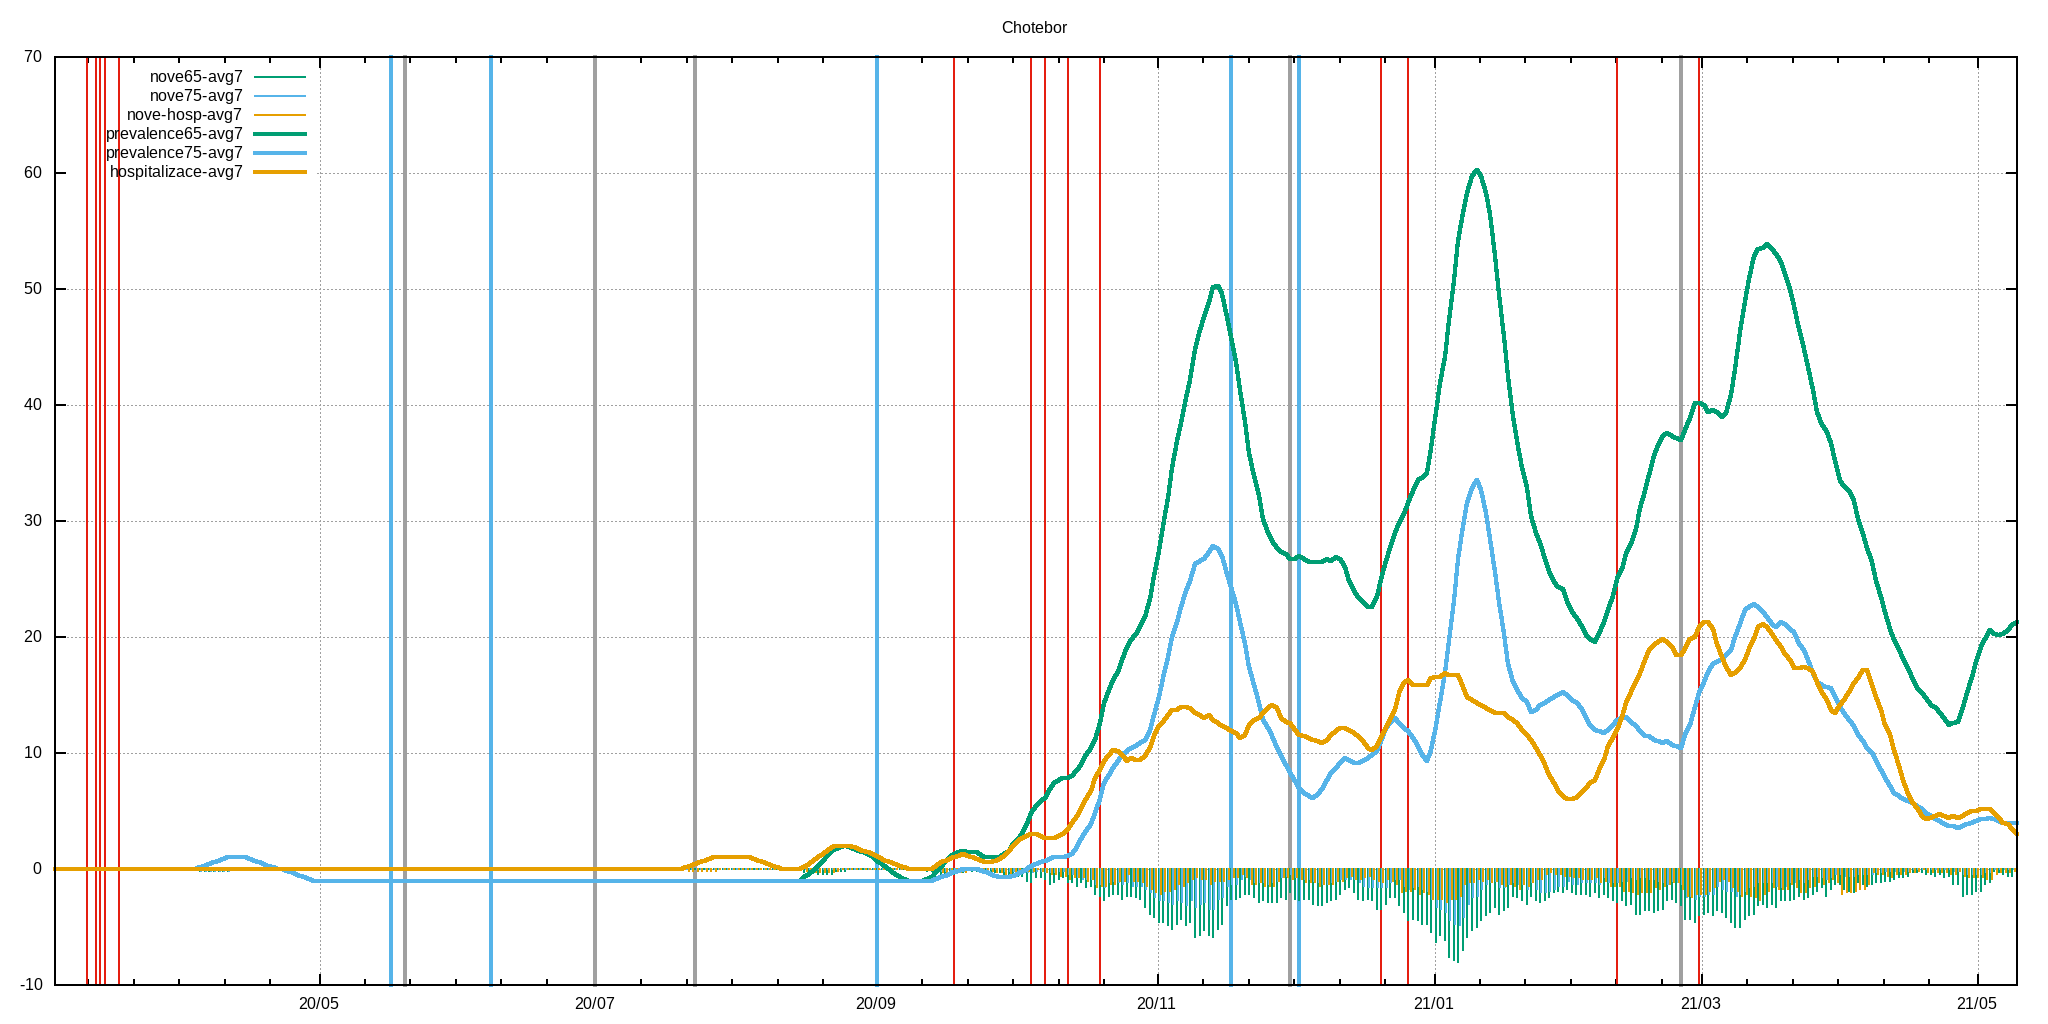 Chotebor
70
60
50
40
30
20
10
0
-10
nove65-avg7
nove75-avg7
nove-hosp-avg7
prevalence65-avg7
prevalence75-avg7
hospitalizace-avg7
20/05 20/07 20/09 20/11 21/01 21/03 21/05